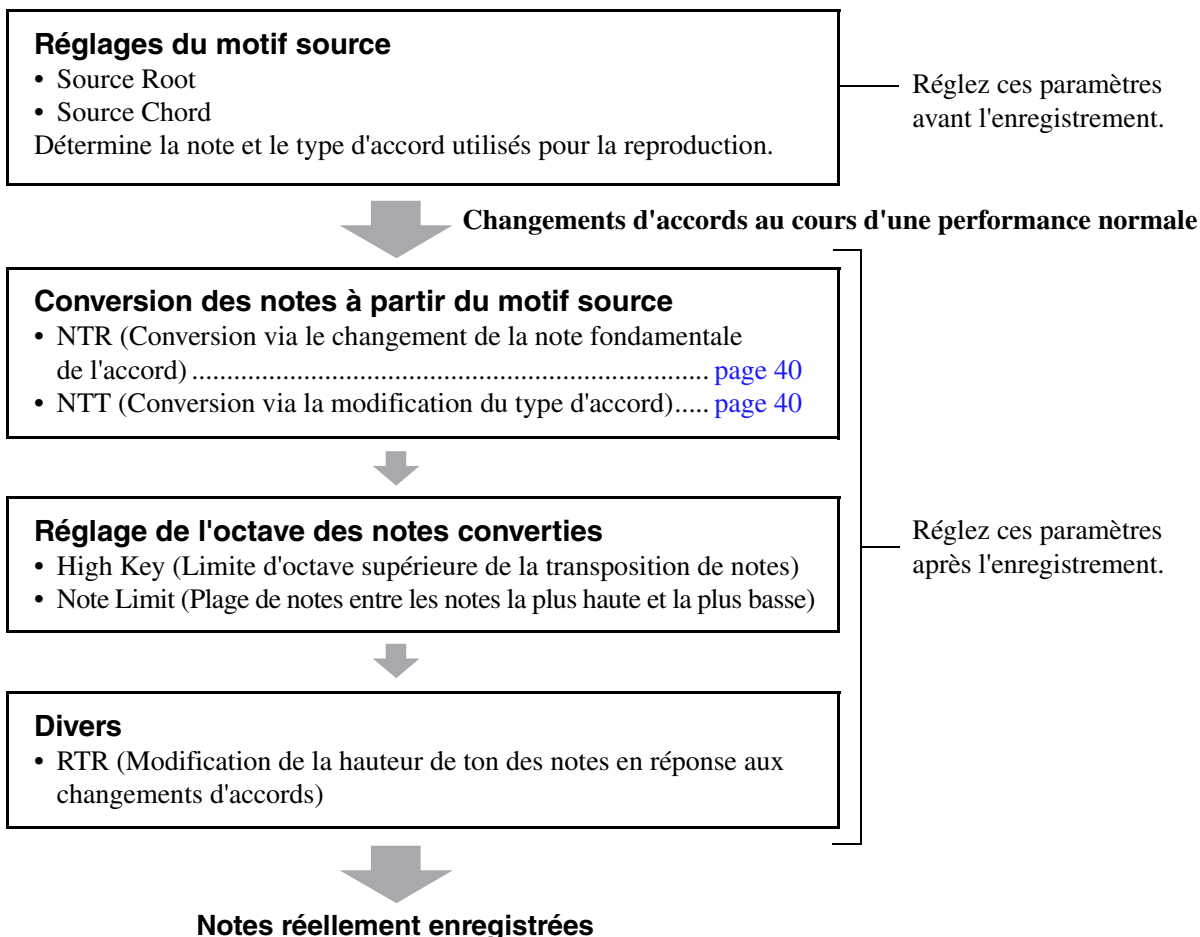 Réglages du motif source
• Source Root
• Source Chord
Détermine la note et le type d'accord utilisés pour la reproduction.
Réglez ces paramètres
avant l'enregistrement.
Changements d'accords au cours d'une performance normale
Conversion des notes à partir du motif source
• NTR (Conversion via le changement de la note fondamentale
de l'accord) .......................................................................... page 40
• NTT (Conversion via la modification du type d'accord)..... page 40
Réglage de l'octave des notes converties
• High Key (Limite d'octave supérieure de la transposition de notes)
• Note Limit (Plage de notes entre les notes la plus haute et la plus basse)
Réglez ces paramètres
après l'enregistrement.
Divers
• RTR (Modification de la hauteur de ton des notes en réponse aux
changements d'accords)
Notes réellement enregistrées